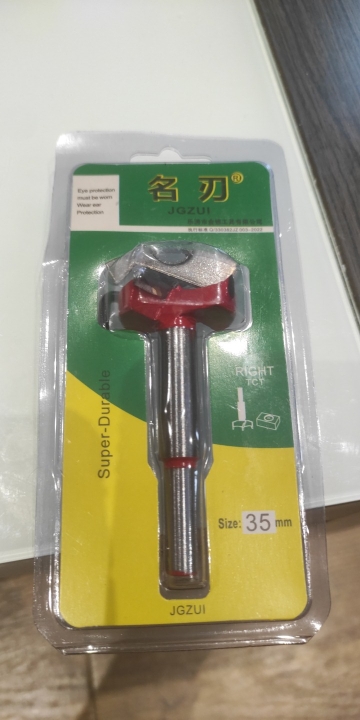 Eye protection
must be worn
Wear ear
Protection
名刃®
JGZUI
RIGHT
TCT
Super-Durable
Size: 35 mm
JGZUI